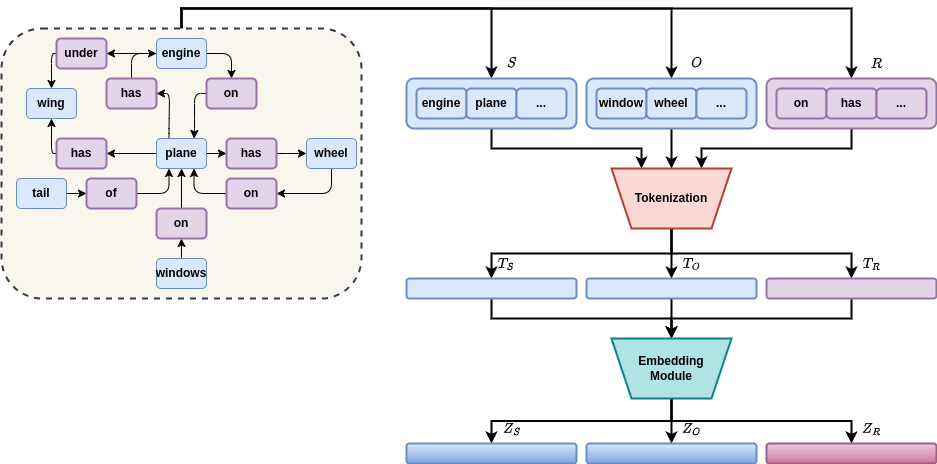 S
O
R
under
engine
wing
has
on
engine
plane
...
window
wheel
...
on
has
...
has
plane
has
wheel
tail
of
on
on
windows
Tokenization
T_S
T_O
T_R
Embedding
Module
Z_S
Z_O
Z_R